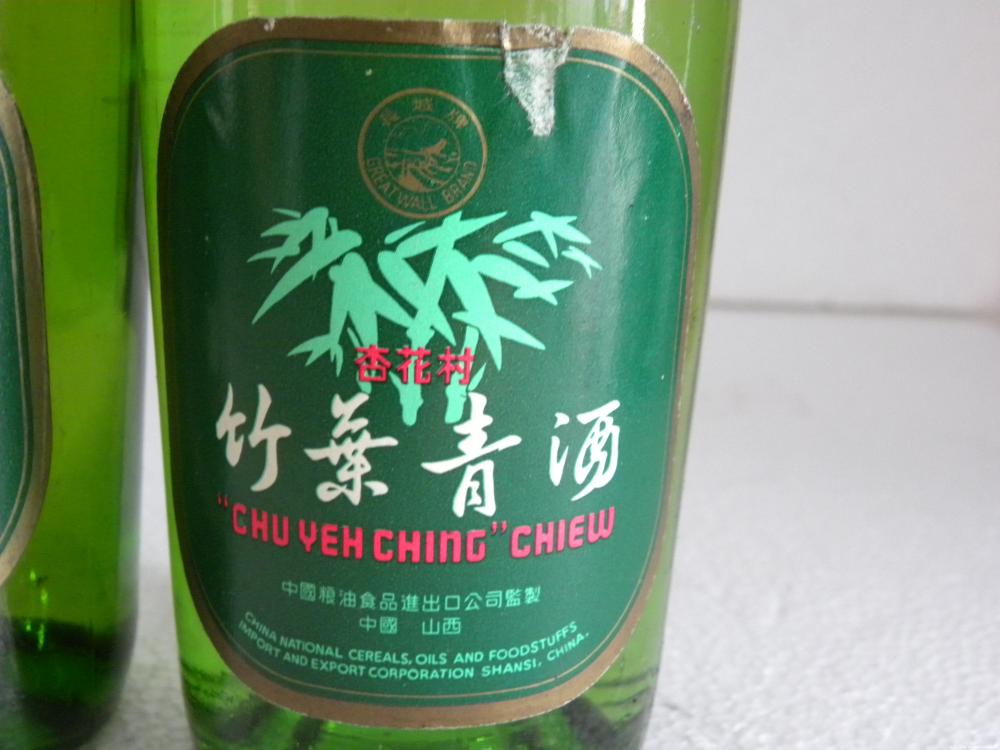 長城牌
GREAT WALL BRAND
杏花村
竹葉青酒
"CHU YEH CHING" CHIEW
中國粮油食品進出口公司監製
中國 山西
CHINA NATIONAL CEREALS, OILS AND FOODSTUFFS
IMPORT AND EXPORT CORPORATION SHANSI, CHINA.